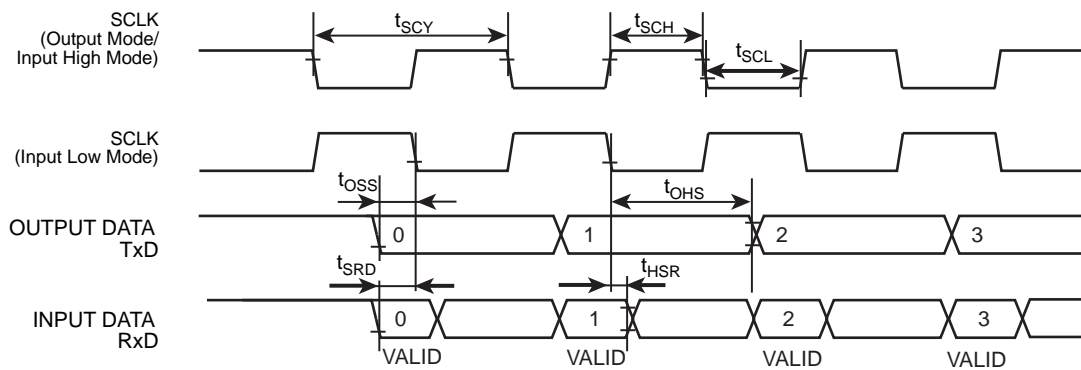 SCLK
(Output Mode/
Input High Mode)
tSCY
tSCH
tSCL
SCLK
(Input Low Mode)
tOSS
tOHS
OUTPUT DATA
TxD
0
1
2
3
tSRD
tHSR
INPUT DATA
RxD
0
1
2
3
VALID
VALID
VALID
VALID